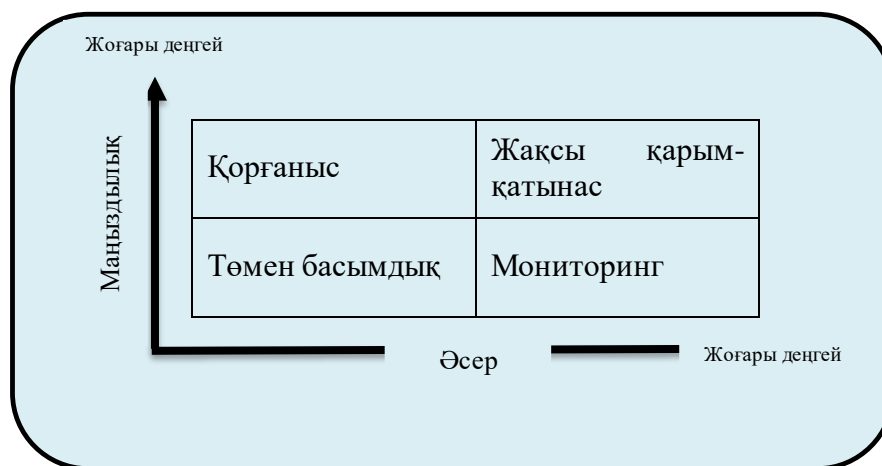 Жоғары деңгей
Маңыздылық
Қорғаныс
Жақсы қарым-
қатынас
Төмен басымдық
Мониторинг
Әсер
Жоғары деңгей